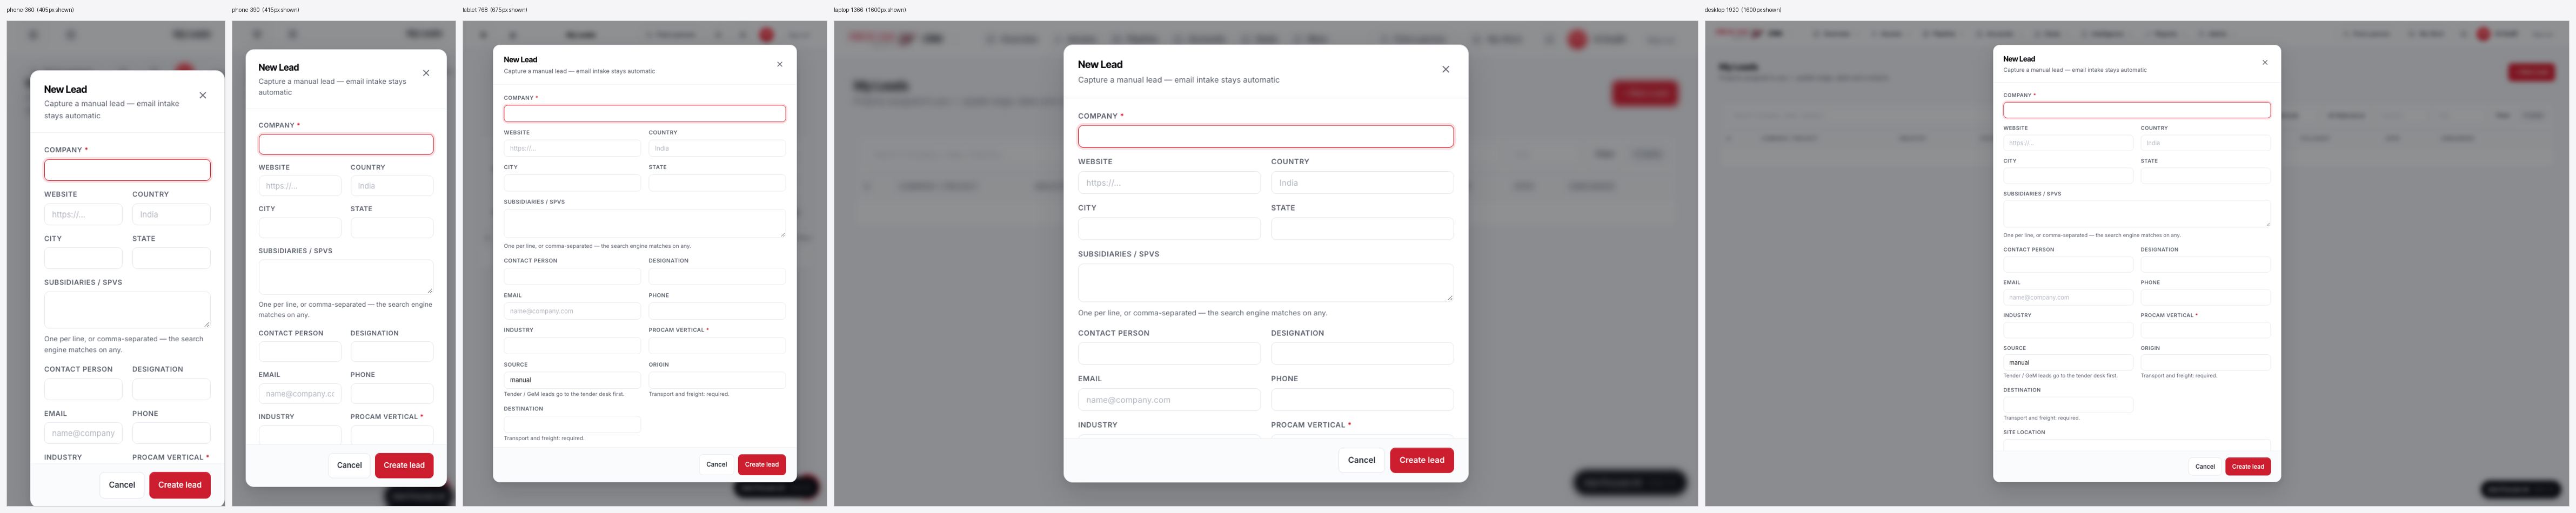 phone-360 (405px shown)
New Lead
Capture a manual lead — email intake
stays automatic
COMPANY *
WEBSITE COUNTRY
https://... India
CITY STATE
SUBSIDIARIES / SPVS
One per line, or comma-separated — the search
engine matches on any.
CONTACT PERSON DESIGNATION
EMAIL PHONE
name@company
INDUSTRY PROCAM VERTICAL *
Cancel Create lead
phone-390 (415px shown)
New Lead
Capture a manual lead — email intake stays
automatic
COMPANY *
WEBSITE COUNTRY
https://... India
CITY STATE
SUBSIDIARIES / SPVS
One per line, or comma-separated — the search engine
matches on any.
CONTACT PERSON DESIGNATION
EMAIL PHONE
name@company.cc
INDUSTRY PROCAM VERTICAL *
Cancel Create lead
tablet-768 (675px shown)
My Leads
New Lead
Capture a manual lead — email intake stays automatic
COMPANY *
WEBSITE COUNTRY
https://... India
CITY STATE
SUBSIDIARIES / SPVS
One per line, or comma-separated — the search engine matches on any.
CONTACT PERSON DESIGNATION
EMAIL PHONE
name@company.com
INDUSTRY PROCAM VERTICAL *
SOURCE ORIGIN
manual
Tender / GeM leads go to the tender desk first. Transport and freight: required.
DESTINATION
Transport and freight: required.
Cancel Create lead
laptop-1366 (1600px shown)
My Leads
New Lead
Capture a manual lead — email intake stays automatic
COMPANY *
WEBSITE COUNTRY
https://... India
CITY STATE
SUBSIDIARIES / SPVS
One per line, or comma-separated — the search engine matches on any.
CONTACT PERSON DESIGNATION
EMAIL PHONE
name@company.com
INDUSTRY PROCAM VERTICAL *
Cancel Create lead
desktop-1920 (1600px shown)
My Leads
New Lead
Capture a manual lead — email intake stays automatic
COMPANY *
WEBSITE COUNTRY
https://... India
CITY STATE
SUBSIDIARIES / SPVS
One per line, or comma-separated — the search engine matches on any.
CONTACT PERSON DESIGNATION
EMAIL PHONE
name@company.com
INDUSTRY PROCAM VERTICAL *
SOURCE ORIGIN
manual
Tender / GeM leads go to the tender desk first. Transport and freight: required.
DESTINATION
Transport and freight: required.
SITE LOCATION
Cancel Create lead